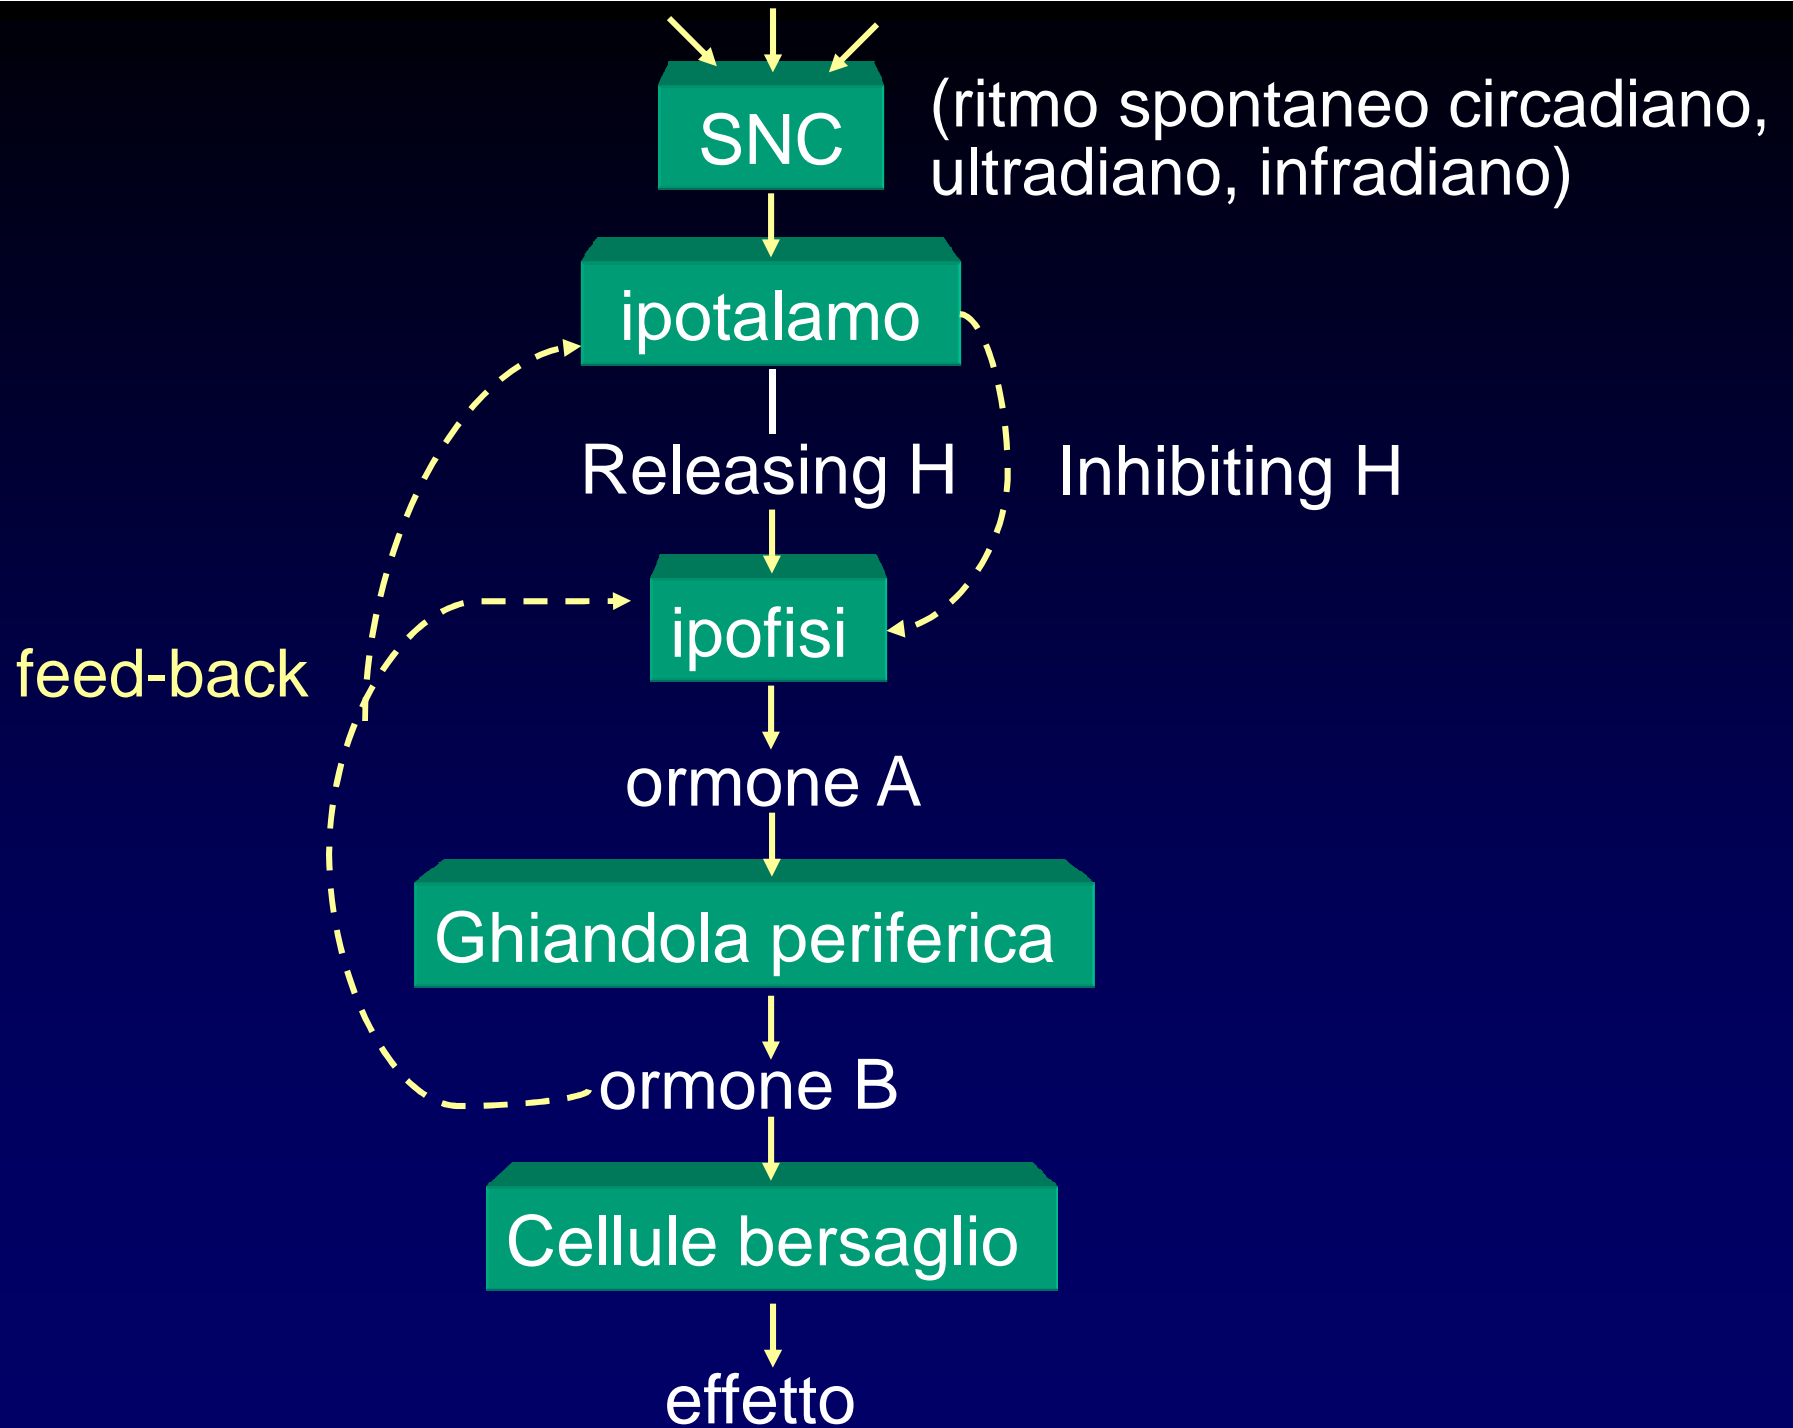 SNC
(ritmo spontaneo circadiano,
ultradiano, infradiano)
ipotalamo
Releasing H
Inhibiting H
ipofisi
feed-back
ormone A
Ghiandola periferica
ormone B
Cellule bersaglio
effetto